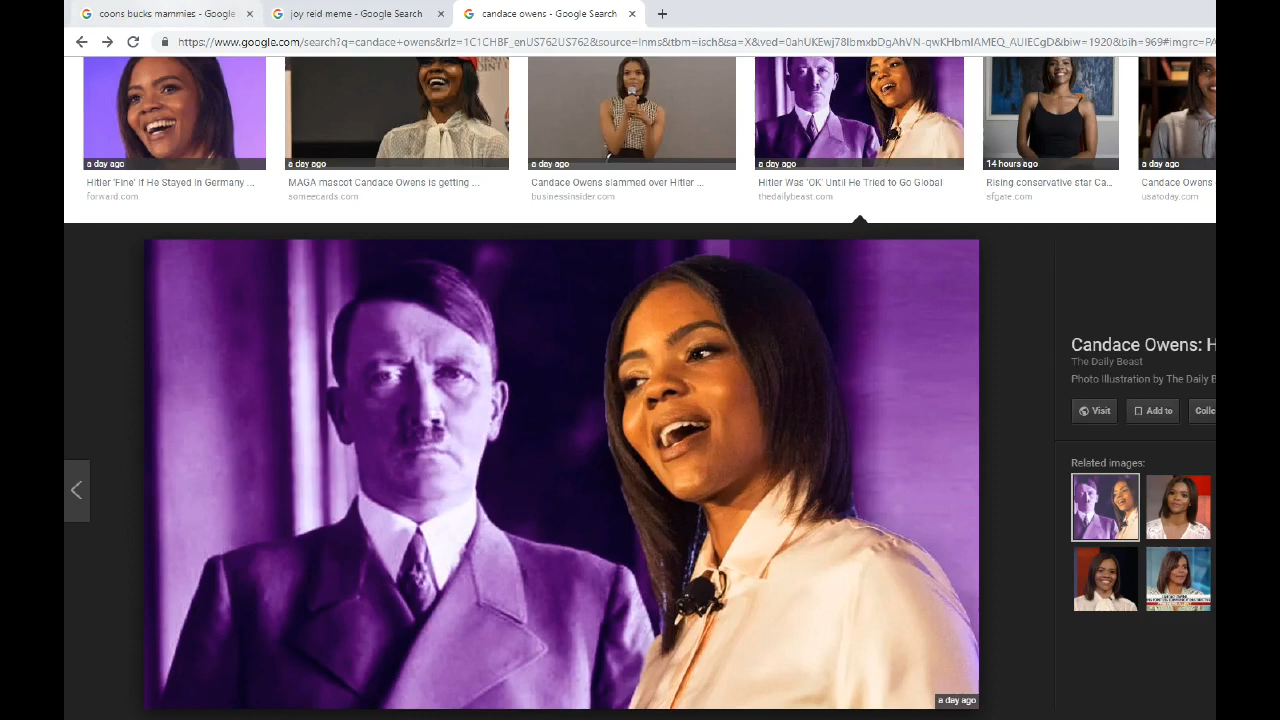 coons bucks mammies - Google
joy reid meme - Google Search
candace owens - Google Search
https://www.google.com/search?q=candace+owens&rlz=1C1CHBF_enUS762US762&source=lnms&tbm=isch&sa=X&ved=0ahUKEwj78IbmxbDgAhVN-qwKHbmIAMEQ_AUIECgD&biw=1920&bih=969#imgrc=PA
a day ago
a day ago
a day ago
a day ago
14 hours ago
a day ago
Hitler 'Fine' If He Stayed In Germany ...
MAGA mascot Candace Owens is getting ...
Candace Owens slammed over Hitler ...
Hitler Was 'OK' Until He Tried to Go Global
Rising conservative star Ca...
Candace Owens
forward.com
someecards.com
businessinsider.com
thedailybeast.com
sfgate.com
usatoday.com
Candace Owens: H
The Daily Beast
Photo Illustration by The Daily B
Visit
Add to
Colle
Related images:
a day ago